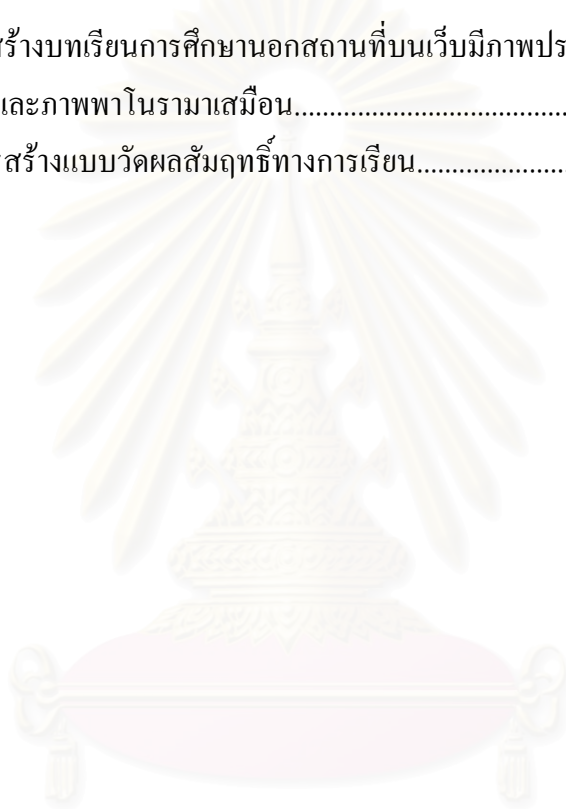 สร้างบทเรียนการศึกษานอกสถานที่บนเว็บมีภาพประ
และภาพพาโนรามาเสมือน.......................................
สร้างแบบวัดผลสัมฤทธิ์ทางการเรียน......................